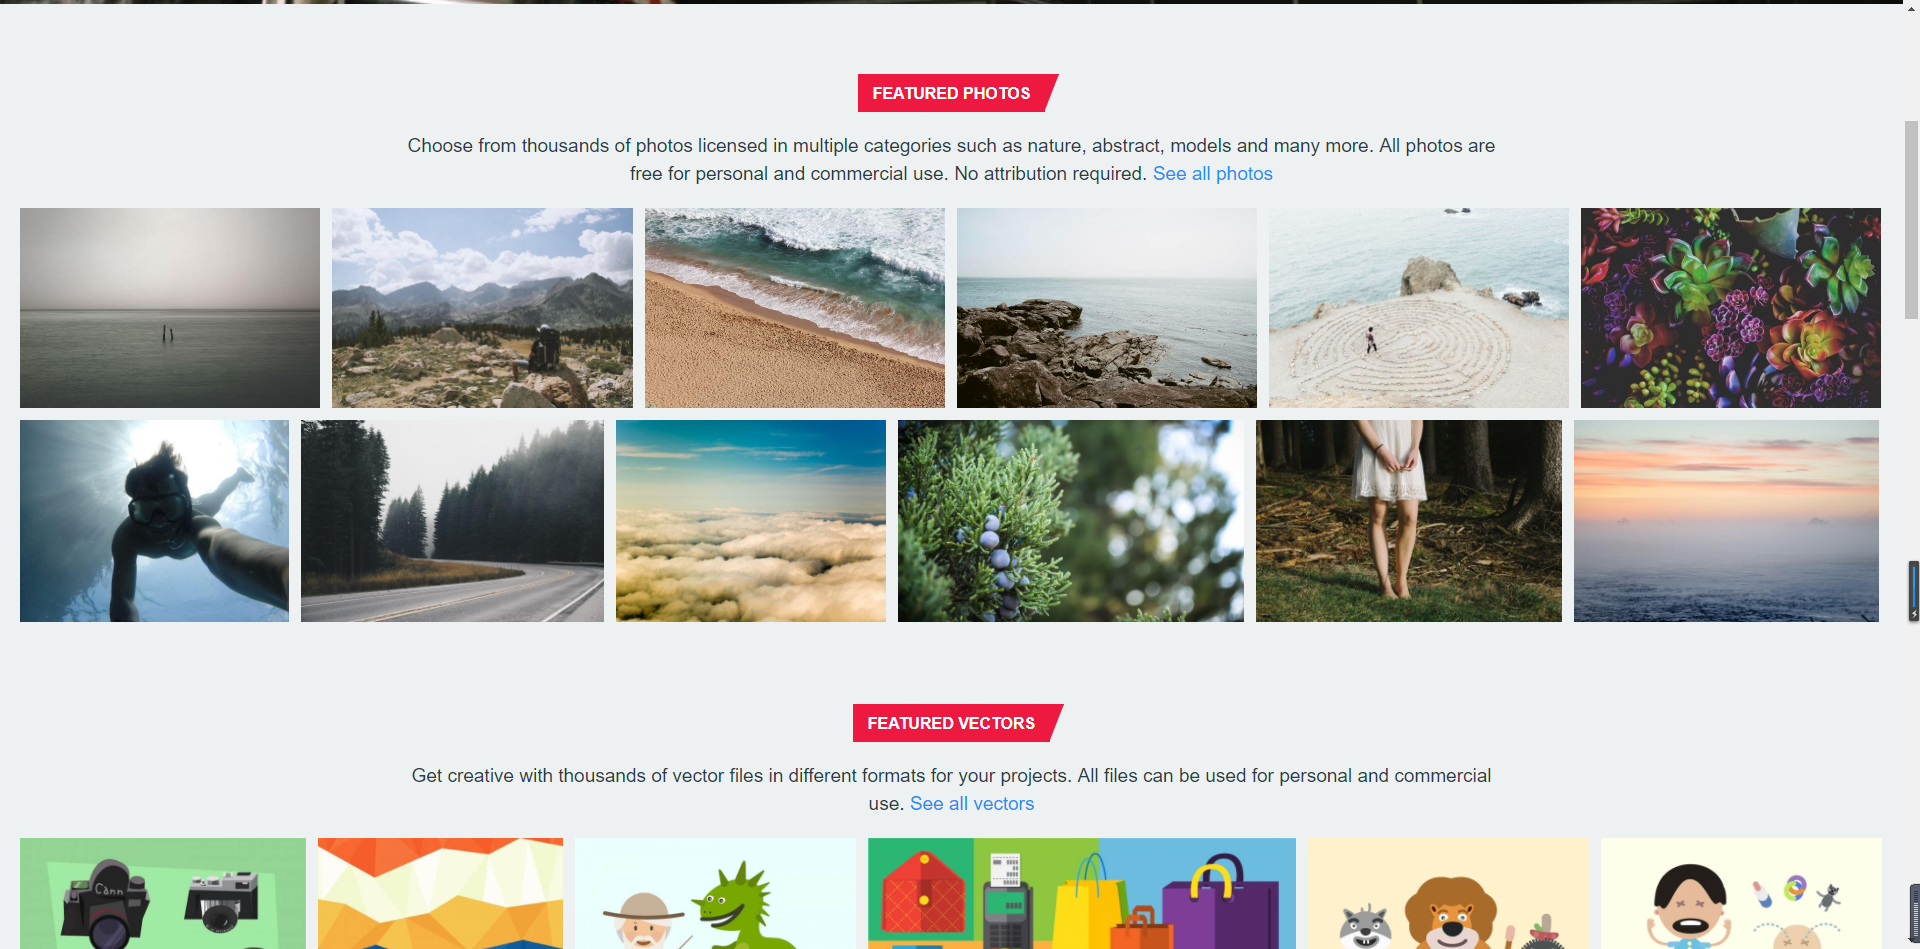 FEATURED PHOTOS
Choose from thousands of photos licensed in multiple categories such as nature, abstract, models and many more. All photos are
free for personal and commercial use. No attribution required. See all photos
FEATURED VECTORS
Get creative with thousands of vector files in different formats for your projects. All files can be used for personal and commercial
use. See all vectors
Cann